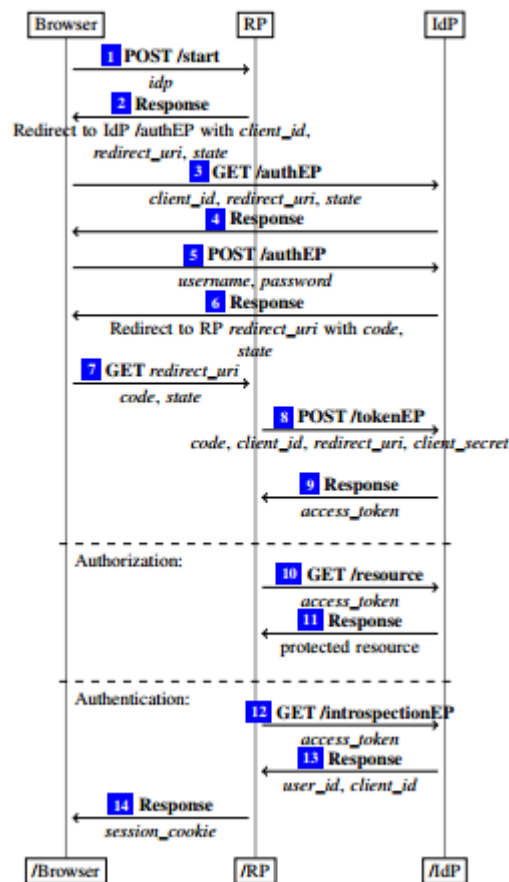 Browser RP IdP
1 POST /start
idp
2 Response
Redirect to IdP /authEP with client_id,
redirect_uri, state
3 GET /authEP
client_id, redirect_uri, state
4 Response
5 POST /authEP
username, password
6 Response
Redirect to RP redirect_uri with code,
state
7 GET redirect_uri
code, state
8 POST /tokenEP
code, client_id, redirect_uri, client_secret
9 Response
access_token
Authorization:
10 GET /resource
access_token
11 Response
protected resource
Authentication:
12 GET /introspectionEP
access_token
13 Response
user_id, client_id
14 Response
session_cookie
/Browser /RP /IdP